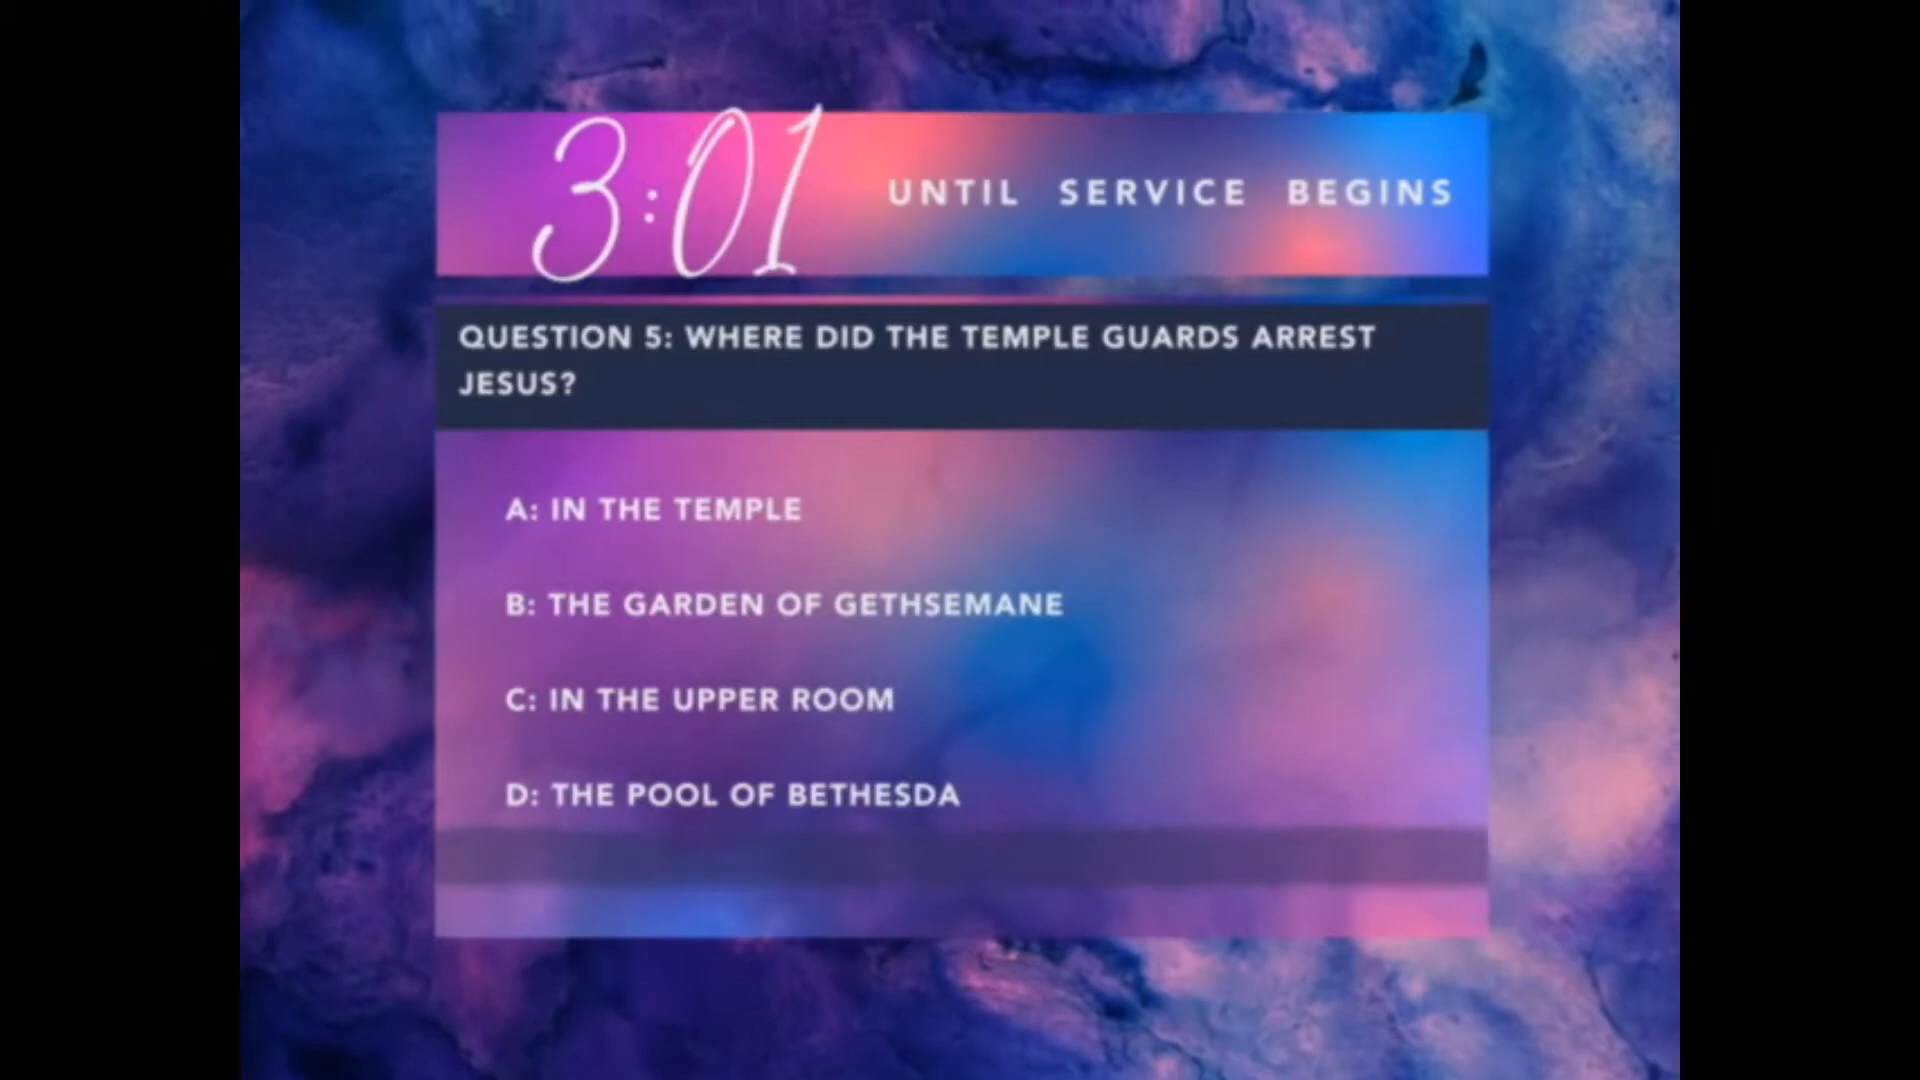 3:01 UNTIL SERVICE BEGINS
QUESTION 5: WHERE DID THE TEMPLE GUARDS ARREST
JESUS?
A: IN THE TEMPLE
B: THE GARDEN OF GETHSEMANE
C: IN THE UPPER ROOM
D: THE POOL OF BETHESDA